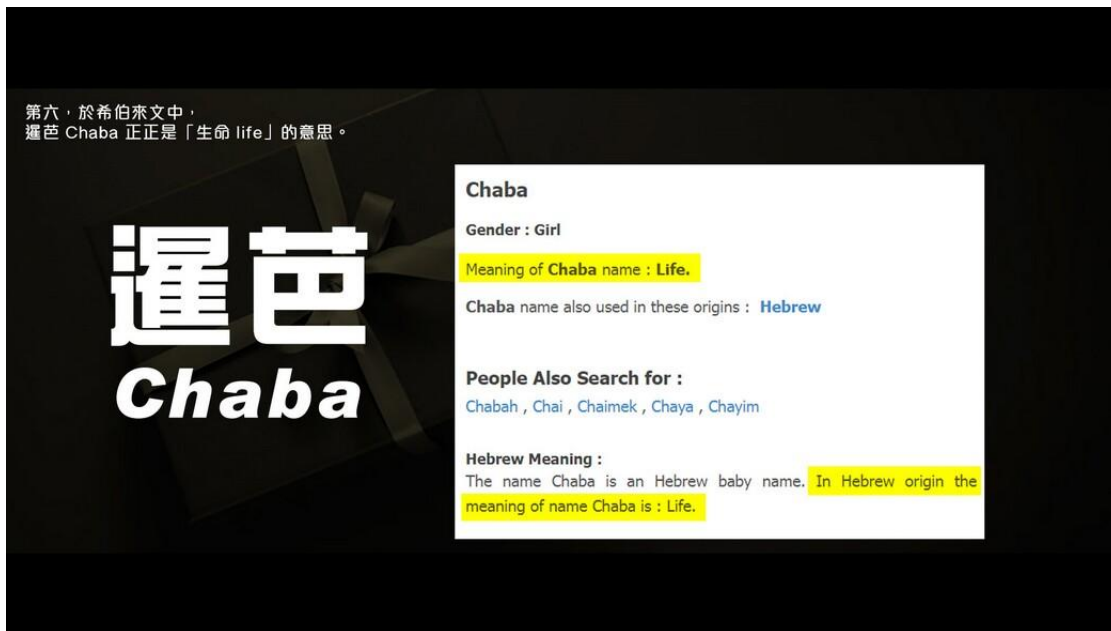 第六，於希伯來文中，
暹芭 Chaba 正正是「生命 life」的意思。
暹芭
Chaba
Chaba
Gender : Girl
Meaning of Chaba name : Life.
Chaba name also used in these origins : Hebrew
People Also Search for :
Chabah , Chai , Chaimek , Chaya , Chayim
Hebrew Meaning :
The name Chaba is an Hebrew baby name. In Hebrew origin the
meaning of name Chaba is : Life.